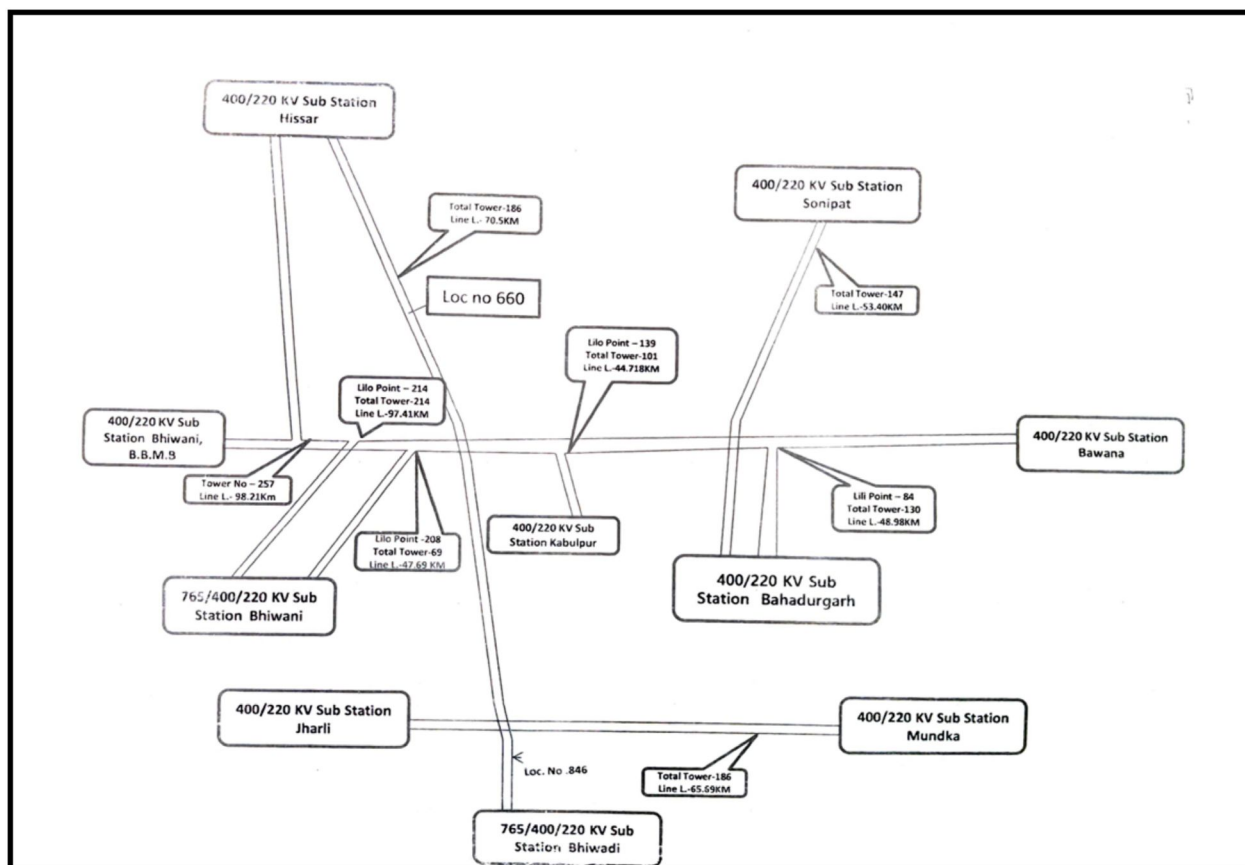 400/220 KV Sub Station
Hissar
400/220 KV Sub Station
Sonipat
Total Tower-186
Line L.- 70.5KM
Loc no 660
Total Tower-147
Line L.-53.40KM
Lilo Point – 139
Total Tower-101
Line L.-44.718KM
Lilo Point – 214
Total Tower-214
Line L.-97.41KM
400/220 KV Sub
Station Bhiwani,
B.B.M.B
400/220 KV Sub Station
Bawana
Tower No – 257
Line L.- 98.21Km
Lili Point – 84
Total Tower-130
Line L.-48.98KM
Lilo Point -208
Total Tower-69
Line L.-47.69 KM
400/220 KV Sub
Station Kabulpur
765/400/220 KV Sub
Station Bhiwani
400/220 KV Sub
Station Bahadurgarh
400/220 KV Sub Station
Jharli
400/220 KV Sub Station
Mundka
Loc. No .846
Total Tower-186
Line L.-65.69KM
765/400/220 KV Sub
Station Bhiwadi